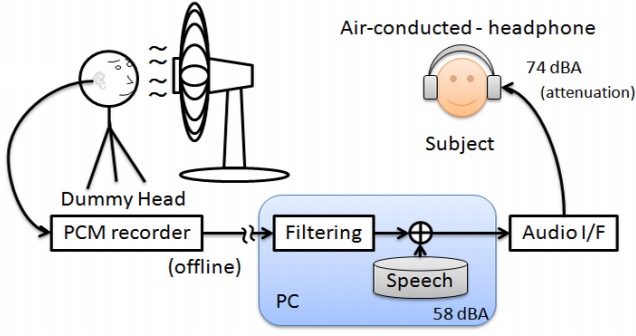 Air-conducted - headphone
74 dBA
(attenuation)
Subject
Dummy Head
PCM recorder
(offline)
Filtering
Speech
PC
58 dBA
Audio I/F